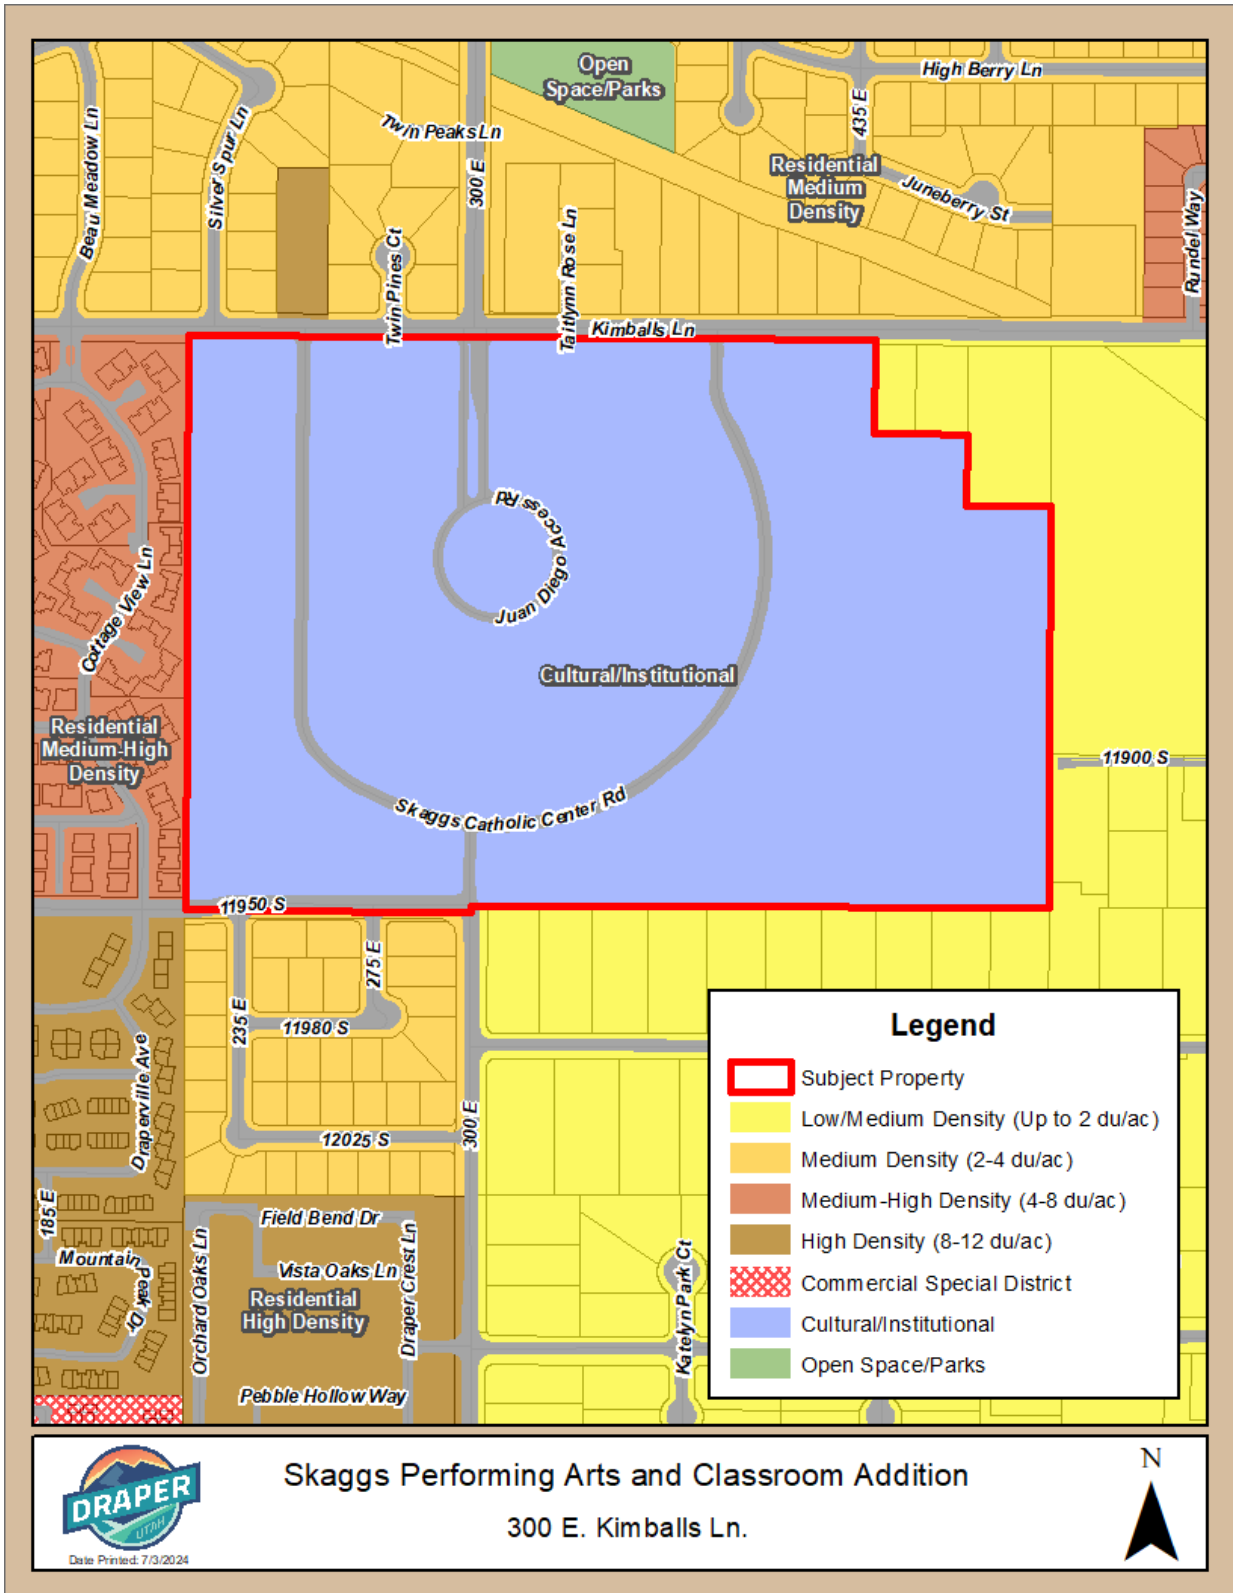 Open
Space/Parks
High Berry Ln
435 E
Beau Meadow Ln
Silver Spur Ln
Twin Peaks Ln
300 E
Residential
Medium
Density
Juneberry St
Rundel Way
Twin Pines Ct
Taitlynn Rose Ln
Kimballs Ln
Juan Diego Access Rd
Cottage View Ln
Cultural/Institutional
Residential
Medium-High
Density
11900 S
Skaggs Catholic Center Rd
11950 S
275 E
235 E
11980 S
Draperville Ave
300 E
12025 S
185 E
Field Bend Dr
Mountain Peak Dr
Orchard Oaks Ln
Vista Oaks Ln
Draper Crest Ln
Residential
High Density
Katelyn Park Ct
Pebble Hollow Way
Legend
Subject Property
Low/Medium Density (Up to 2 du/ac)
Medium Density (2-4 du/ac)
Medium-High Density (4-8 du/ac)
High Density (8-12 du/ac)
Commercial Special District
Cultural/Institutional
Open Space/Parks
DRAPER
UTAH
Date Printed: 7/3/2024
Skaggs Performing Arts and Classroom Addition
300 E. Kimballs Ln.
N